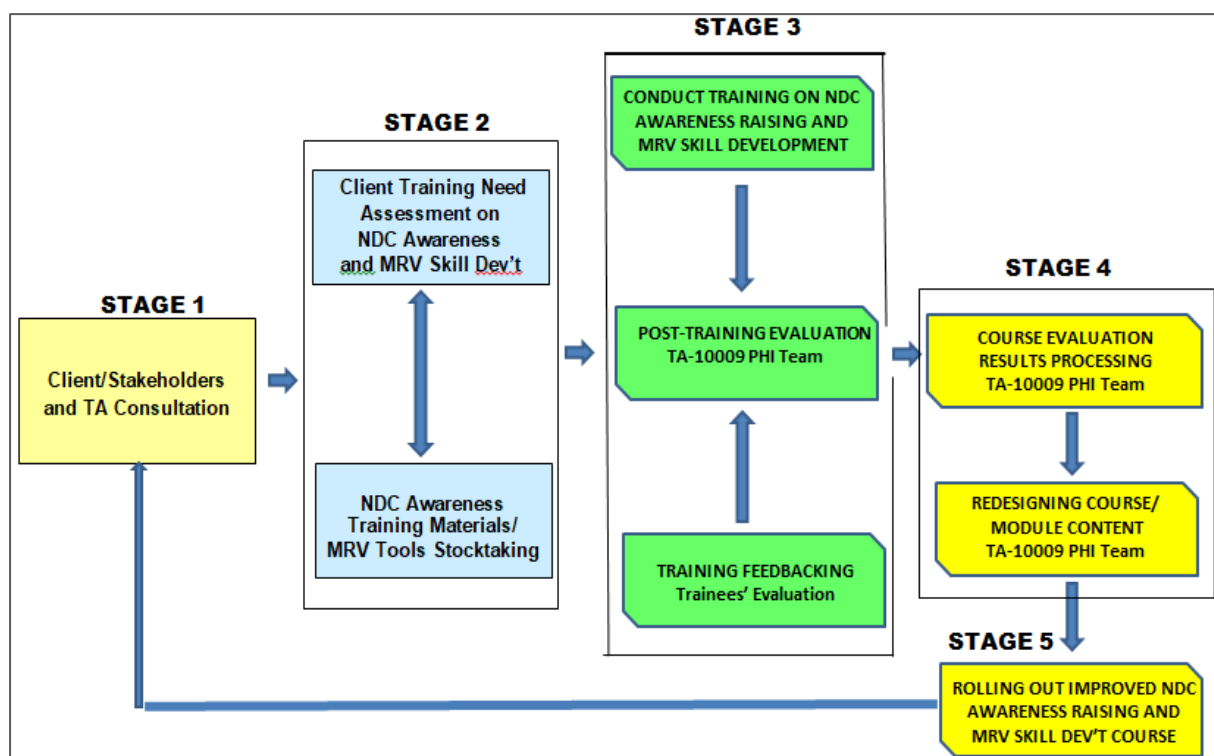 STAGE 1
Client/Stakeholders
and TA Consultation
STAGE 2
Client Training Need
Assessment on
NDC Awareness
and MRV Skill Dev't
NDC Awareness
Training Materials/
MRV Tools Stocktaking
STAGE 3
CONDUCT TRAINING ON NDC
AWARENESS RAISING AND
MRV SKILL DEVELOPMENT
POST-TRAINING EVALUATION
TA-10009 PHI Team
TRAINING FEEDBACKING
Trainees' Evaluation
STAGE 4
COURSE EVALUATION
RESULTS PROCESSING
TA-10009 PHI Team
REDESIGNING COURSE/
MODULE CONTENT
TA-10009 PHI Team
STAGE 5
ROLLING OUT IMPROVED NDC
AWARENESS RAISING AND
MRV SKILL DEV'T COURSE